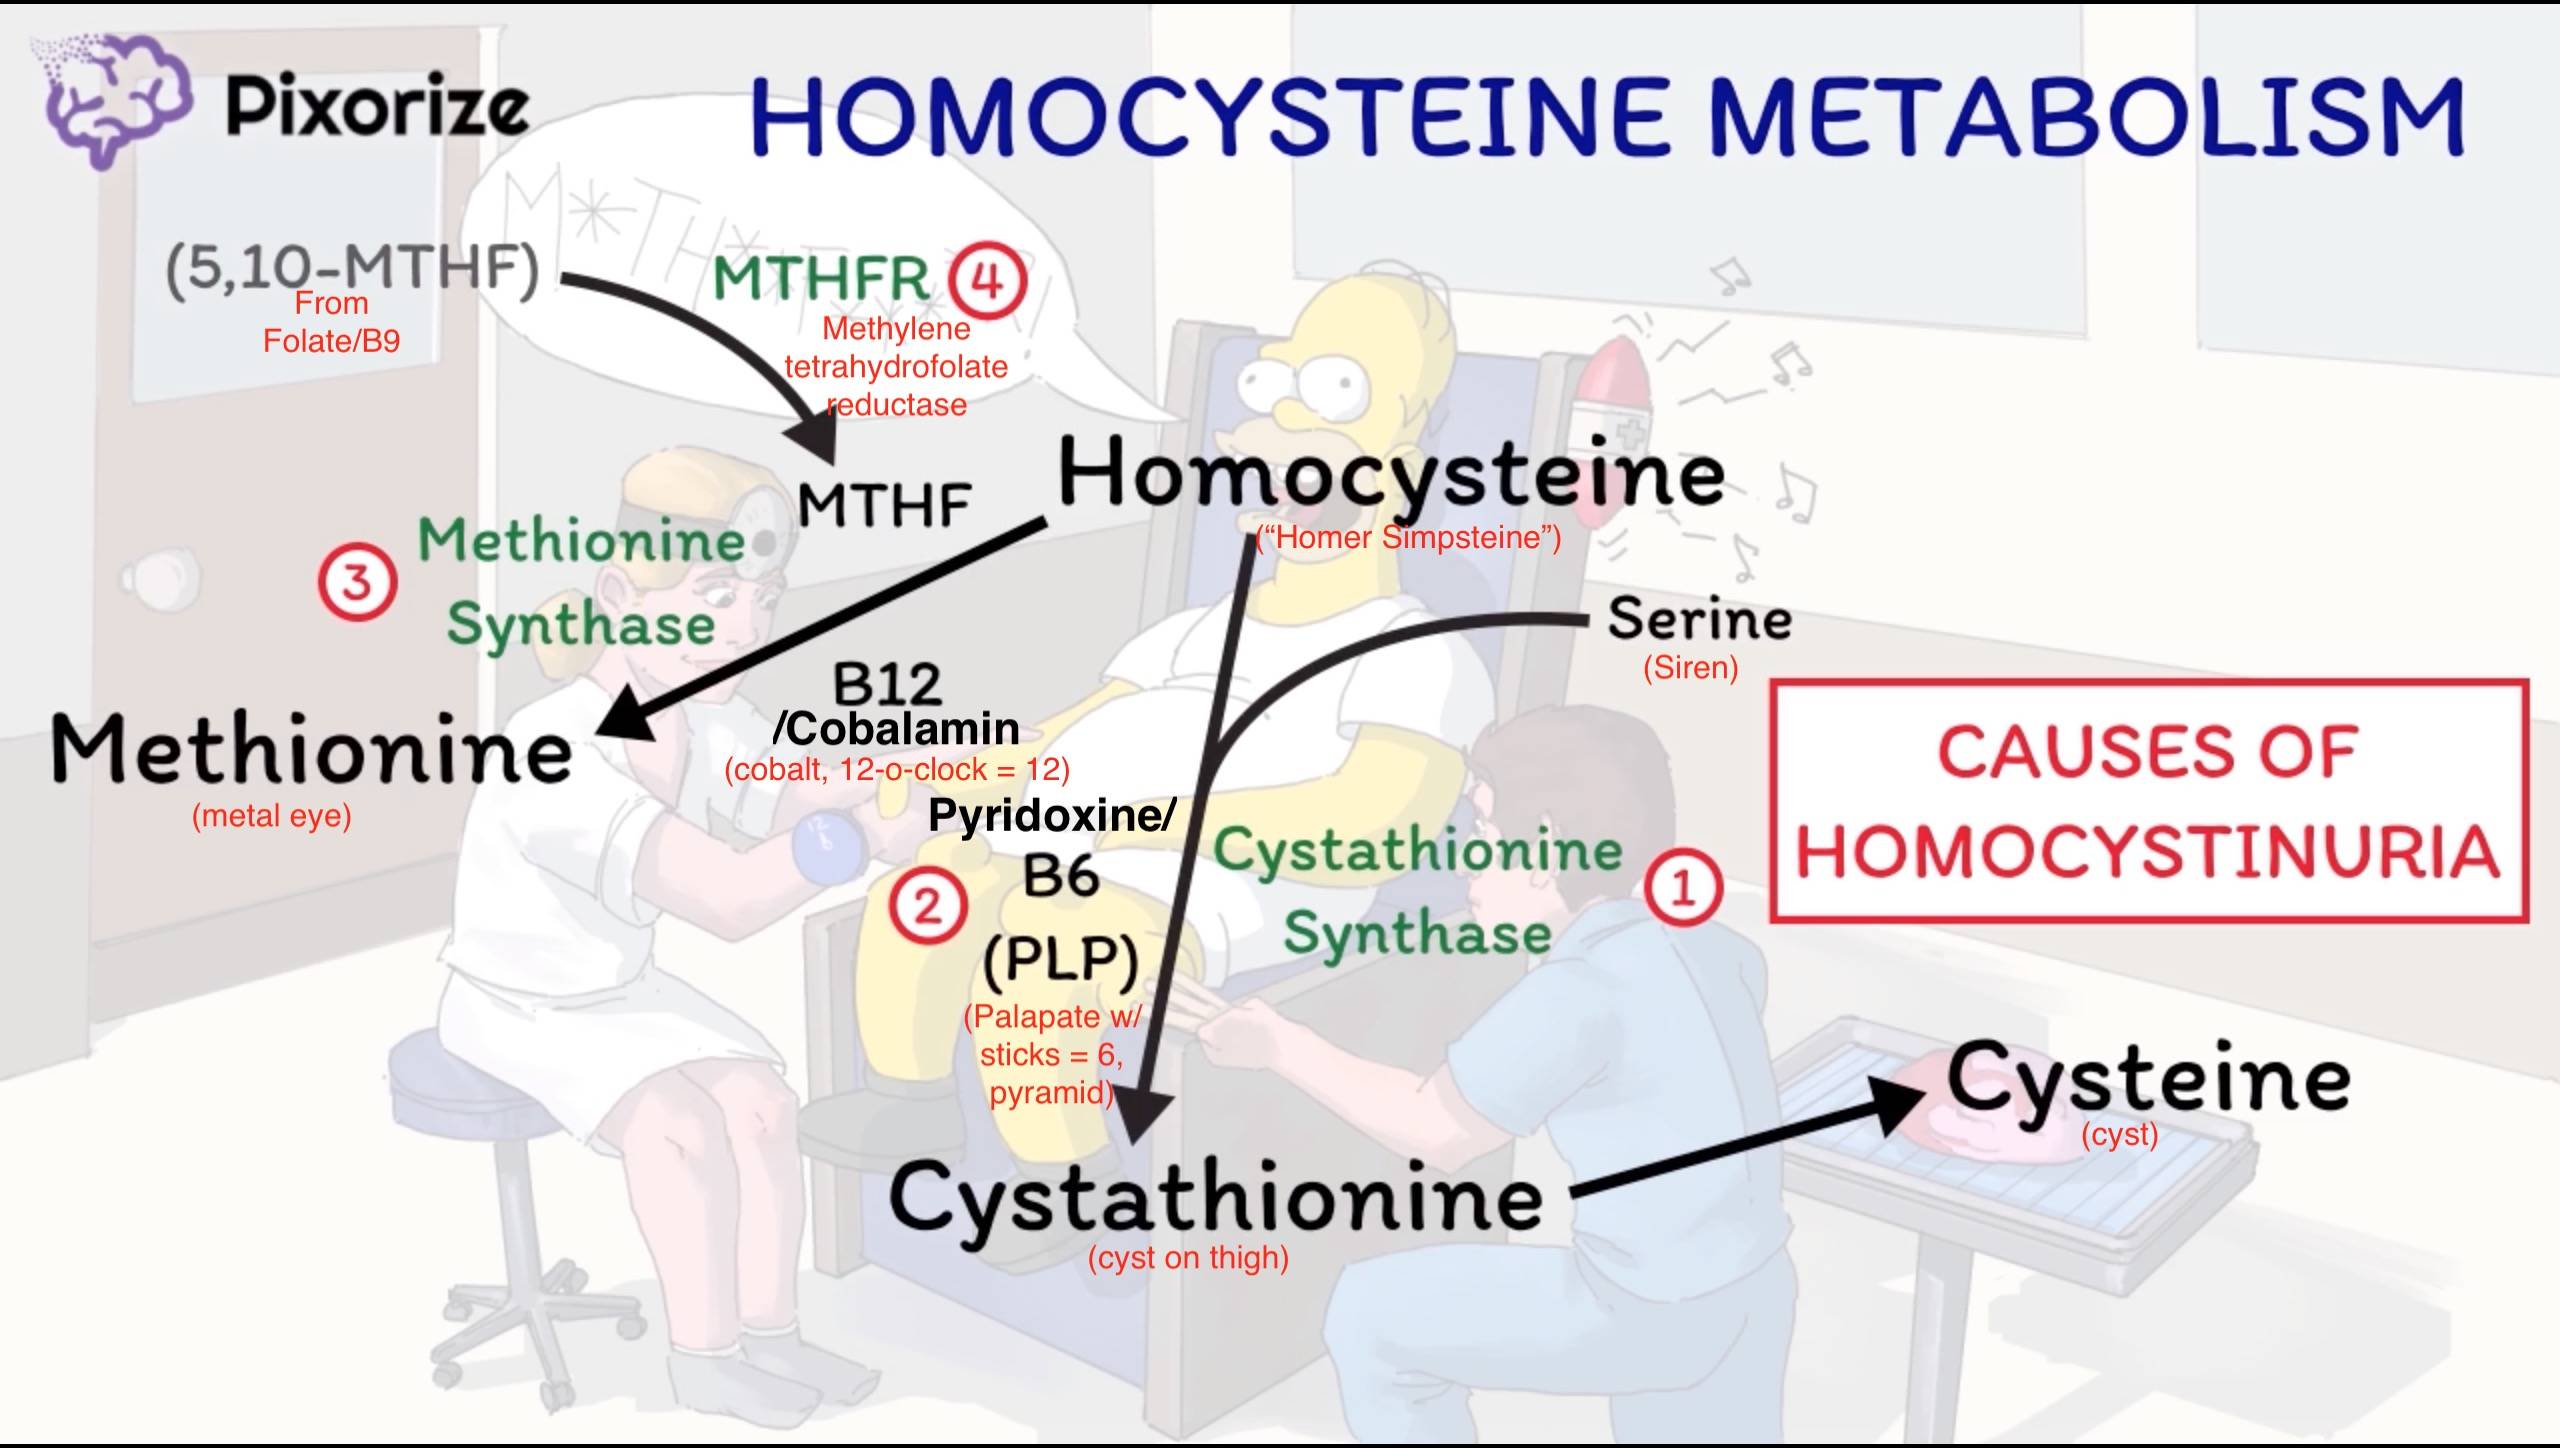 Pixorize
HOMOCYSTEINE METABOLISM
(5,10-MTHF)
From
Folate/B9
MTHFR 4
Methylene
tetrahydrofolate
reductase
MTHF
Homocysteine
(“Homer Simpsteine”)
3
Methionine
Synthase
Serine
(Siren)
Methionine
(metal eye)
B12
/Cobalamin
(cobalt, 12-o-clock = 12)
Pyridoxine/
2
B6
(PLP)
(Palapate w/
sticks = 6,
pyramid)
Cystathionine
Synthase
1
CAUSES OF
HOMOCYSTINURIA
Cystathionine
(cyst on thigh)
Cysteine
(cyst)